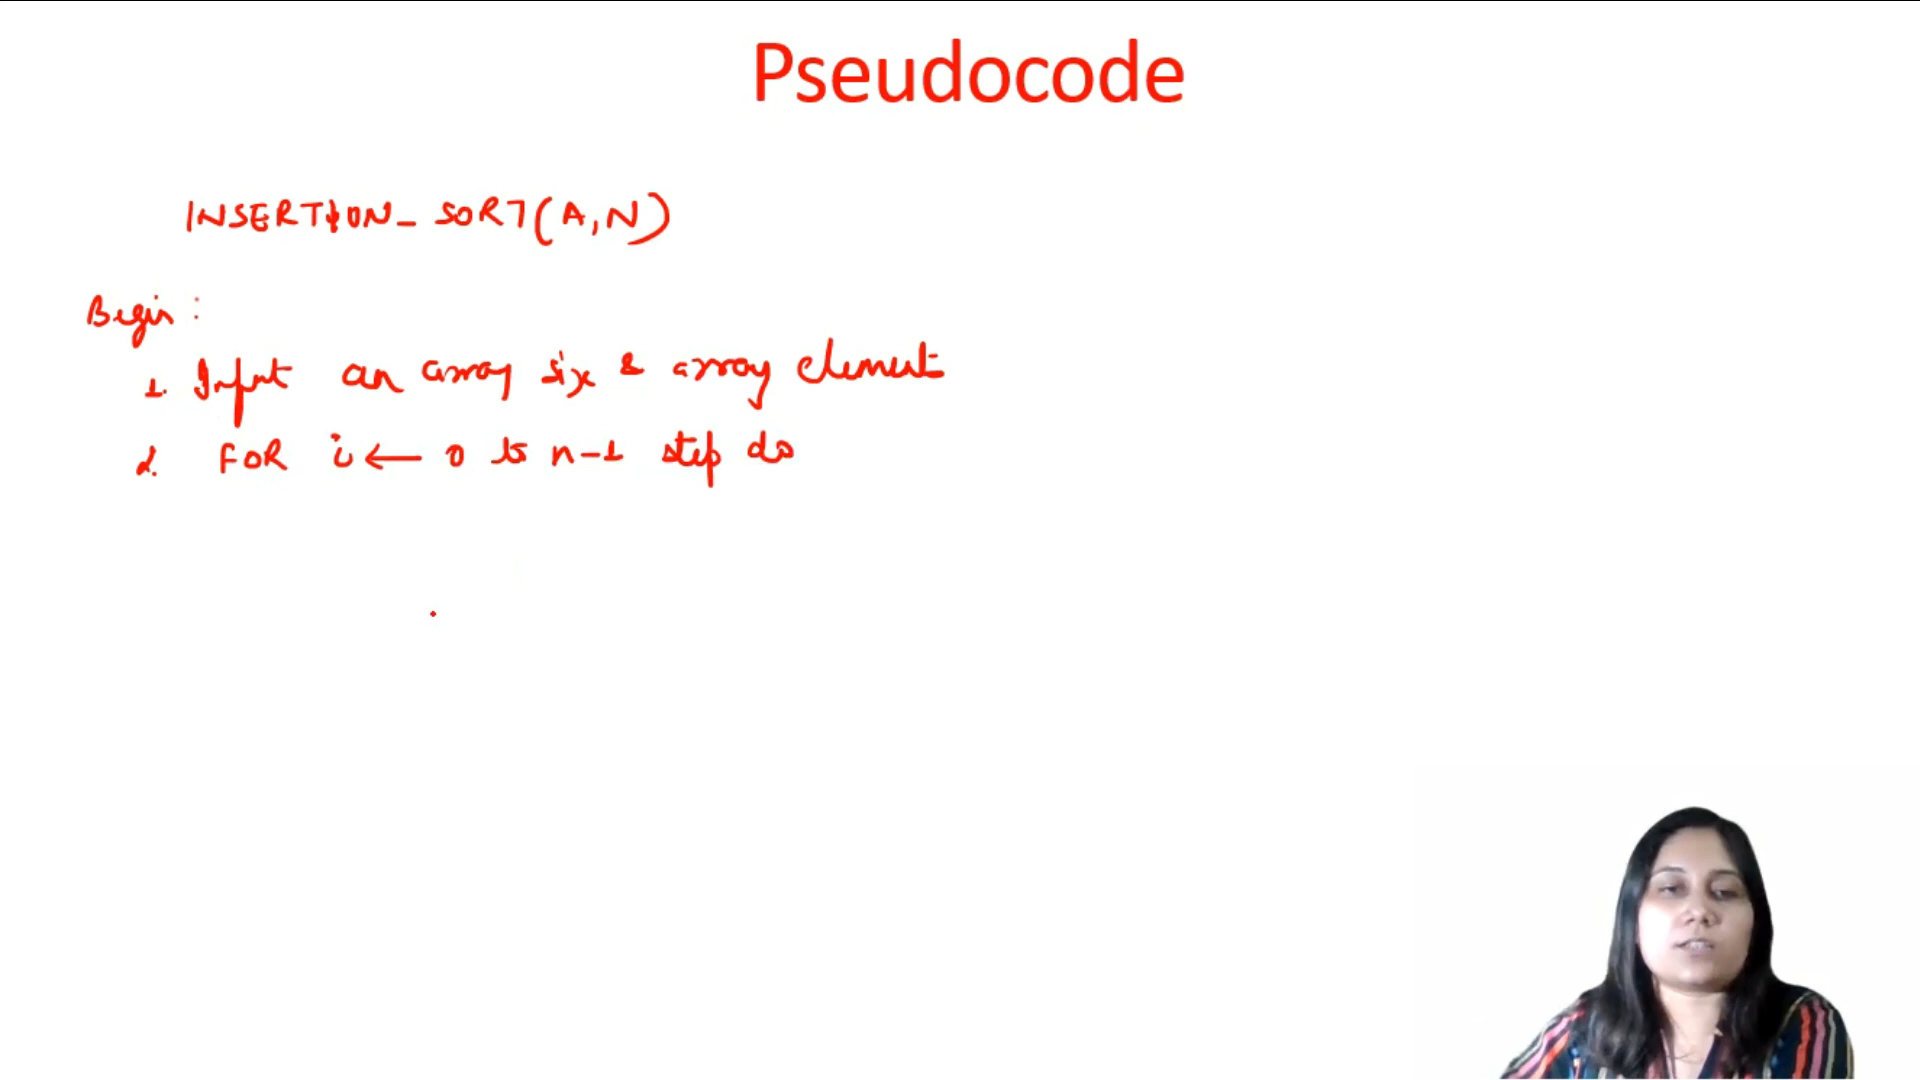 Pseudocode
INSERTION_SORT(A,N)
Begin :
1. Input an array size & array element
2. FOR i ← 0 to n-1 step do